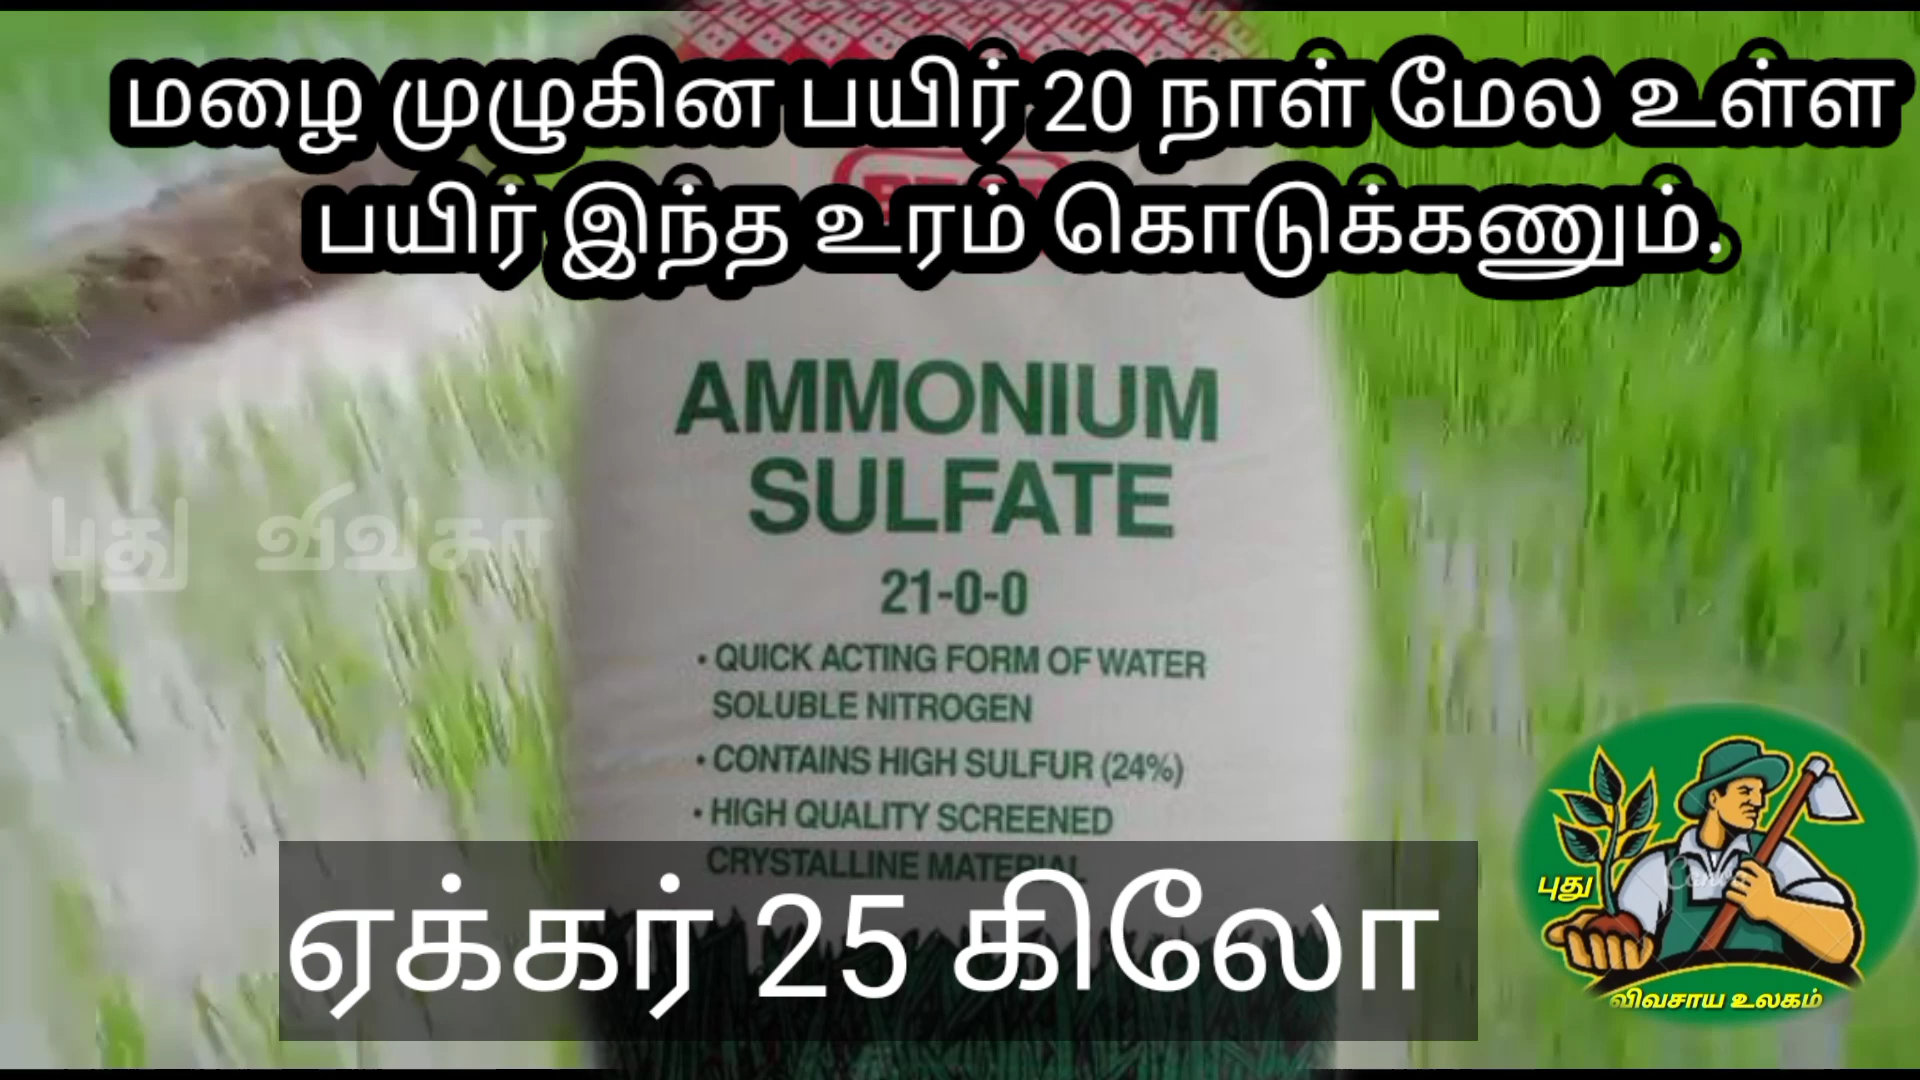 மழை முழுகின பயிர் 20 நாள் மேல உள்ள
பயிர் இந்த உரம் கொடுக்கணும்.
AMMONIUM
SULFATE
21-0-0
• QUICK ACTING FORM OF WATER
SOLUBLE NITROGEN
• CONTAINS HIGH SULFUR (24%)
• HIGH QUALITY SCREENED
CRYSTALLINE MATERIAL
ஏக்கர் 25 கிலோ
புது விவசா
புது
விவசாய உலகம்